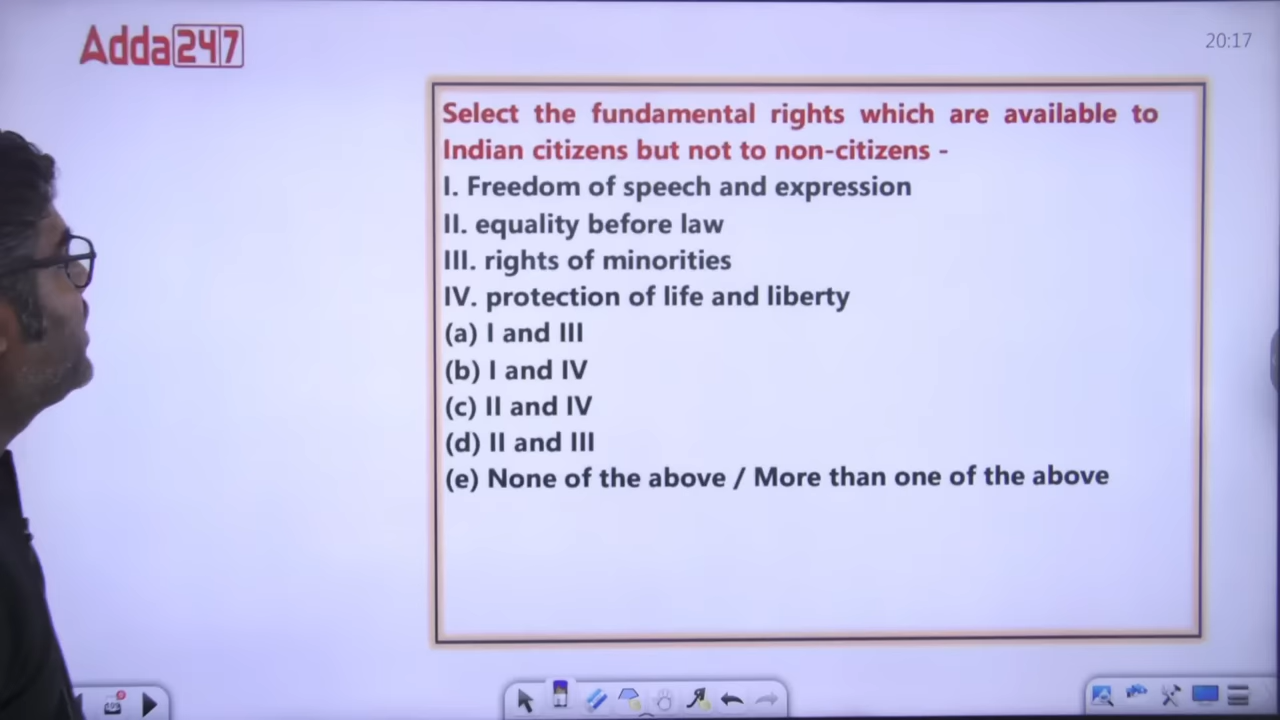 Adda247
20:17
Select the fundamental rights which are available to
Indian citizens but not to non-citizens -
I. Freedom of speech and expression
II. equality before law
III. rights of minorities
IV. protection of life and liberty
(a) I and III
(b) I and IV
(c) II and IV
(d) II and III
(e) None of the above / More than one of the above